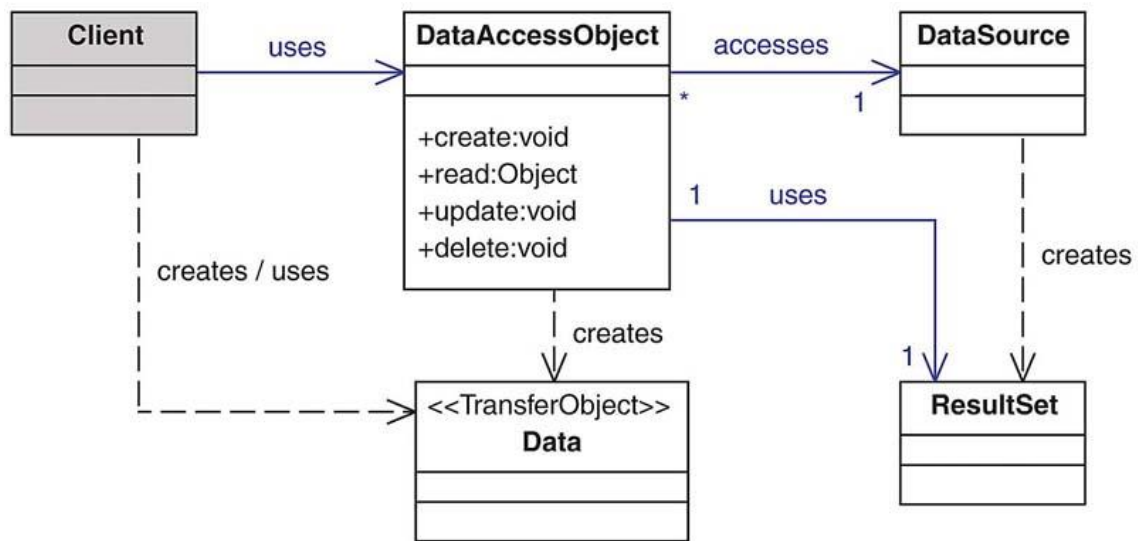 Client
uses
DataAccessObject
accesses
DataSource
*
1
+create:void
+read:Object
+update:void
+delete:void
1
uses
creates / uses
creates
creates
1
<<TransferObject>>
Data
ResultSet